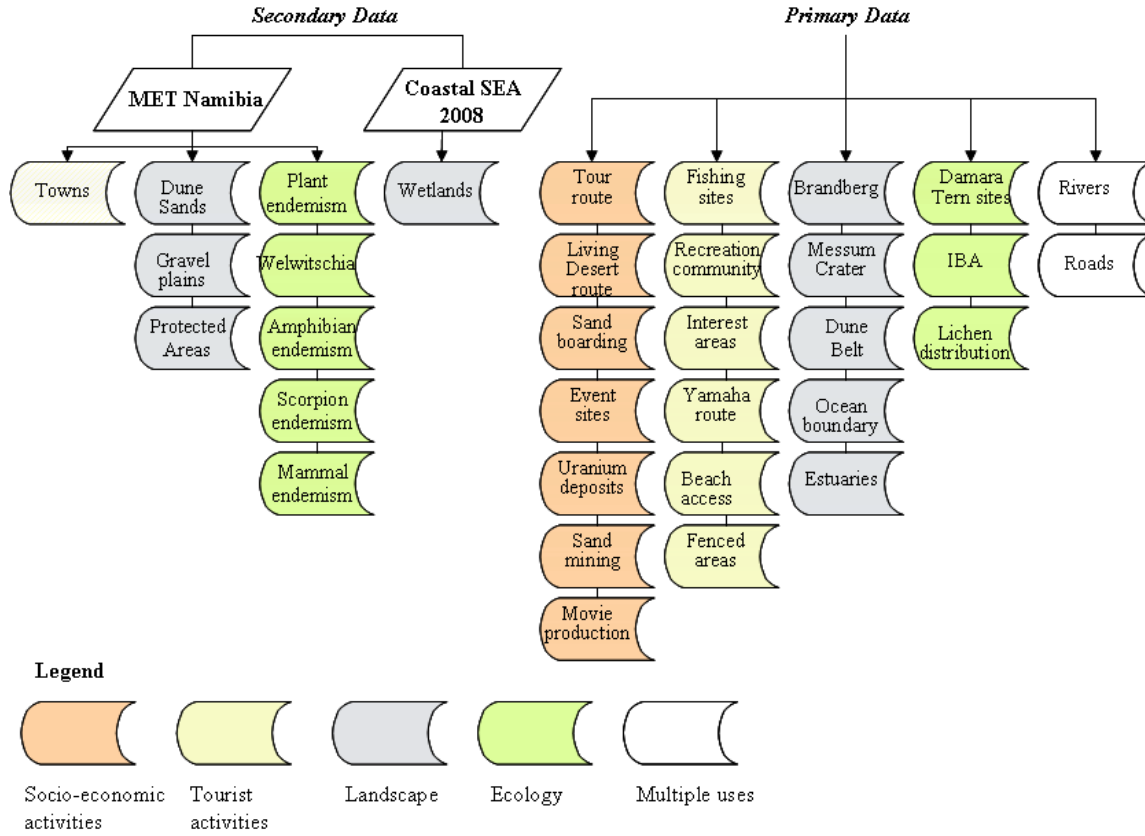 Secondary Data
Primary Data
MET Namibia
Coastal SEA
2008
Towns
Dune
Sands
Gravel
plains
Protected
Areas
Plant
endemism
Welwitschia
Amphibian
endemism
Scorpion
endemism
Mammal
endemism
Wetlands
Tour
route
Living
Desert
route
Sand
boarding
Event
sites
Uranium
deposits
Sand
mining
Movie
production
Fishing
sites
Recreation
community
Interest
areas
Yamaha
route
Beach
access
Fenced
areas
Brandberg
Messum
Crater
Dune
Belt
Ocean
boundary
Estuaries
Damara
Tern sites
IBA
Lichen
distribution
Rivers
Roads
Legend
Socio-economic
activities
Tourist
activities
Landscape
Ecology
Multiple uses